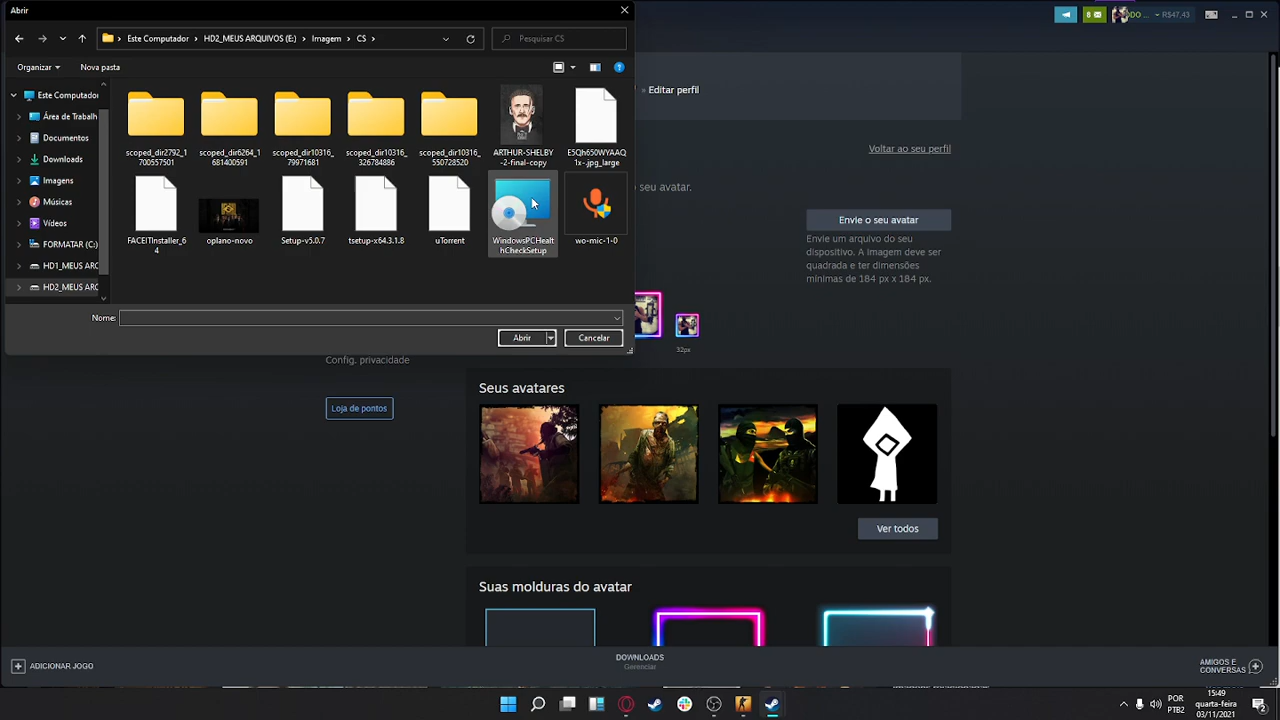 Abrir
DO ...
R$47,43
8
Este Computador
HD2_MEUS ARQUIVOS (E:)
Imagem
CS
Pesquisar CS
Organizar
Nova pasta
» Editar perfil
Este Computador
Área de Trabalh
Documentos
Downloads
Imagens
Músicas
Vídeos
FORMATAR (C:)
HD1_MEUS ARQ
HD2_MEUS ARC
scoped_dir2792_1
700557501
scoped_dir6264_1
681400591
scoped_dir10316_
79971681
scoped_dir10316_
326784886
scoped_dir10316_
550728520
ARTHUR-SHELBY
-2-final-copy
E5Qh650WYAAQ
1x-.jpg_large
FACEITInstaller_6
4
oplano-novo
Setup-v5.0.7
tsetup-x64.3.1.8
uTorrent
WindowsPCHeal
thCheckSetup
wo-mic-1-0
Nome:
Abrir
Cancelar
Voltar ao seu perfil
o seu avatar.
Envie o seu avatar
Envie um arquivo do seu
dispositivo. A imagem deve ser
quadrada e ter dimensões
mínimas de 184 px x 184 px.
32px
Config. privacidade
Loja de pontos
Seus avatares
Ver todos
Suas molduras do avatar
ADICIONAR JOGO
DOWNLOADS
Gerenciar
AMIGOS E
CONVERSAS
POR
PTB2
15:49
quarta-feira
03/11/2021
2